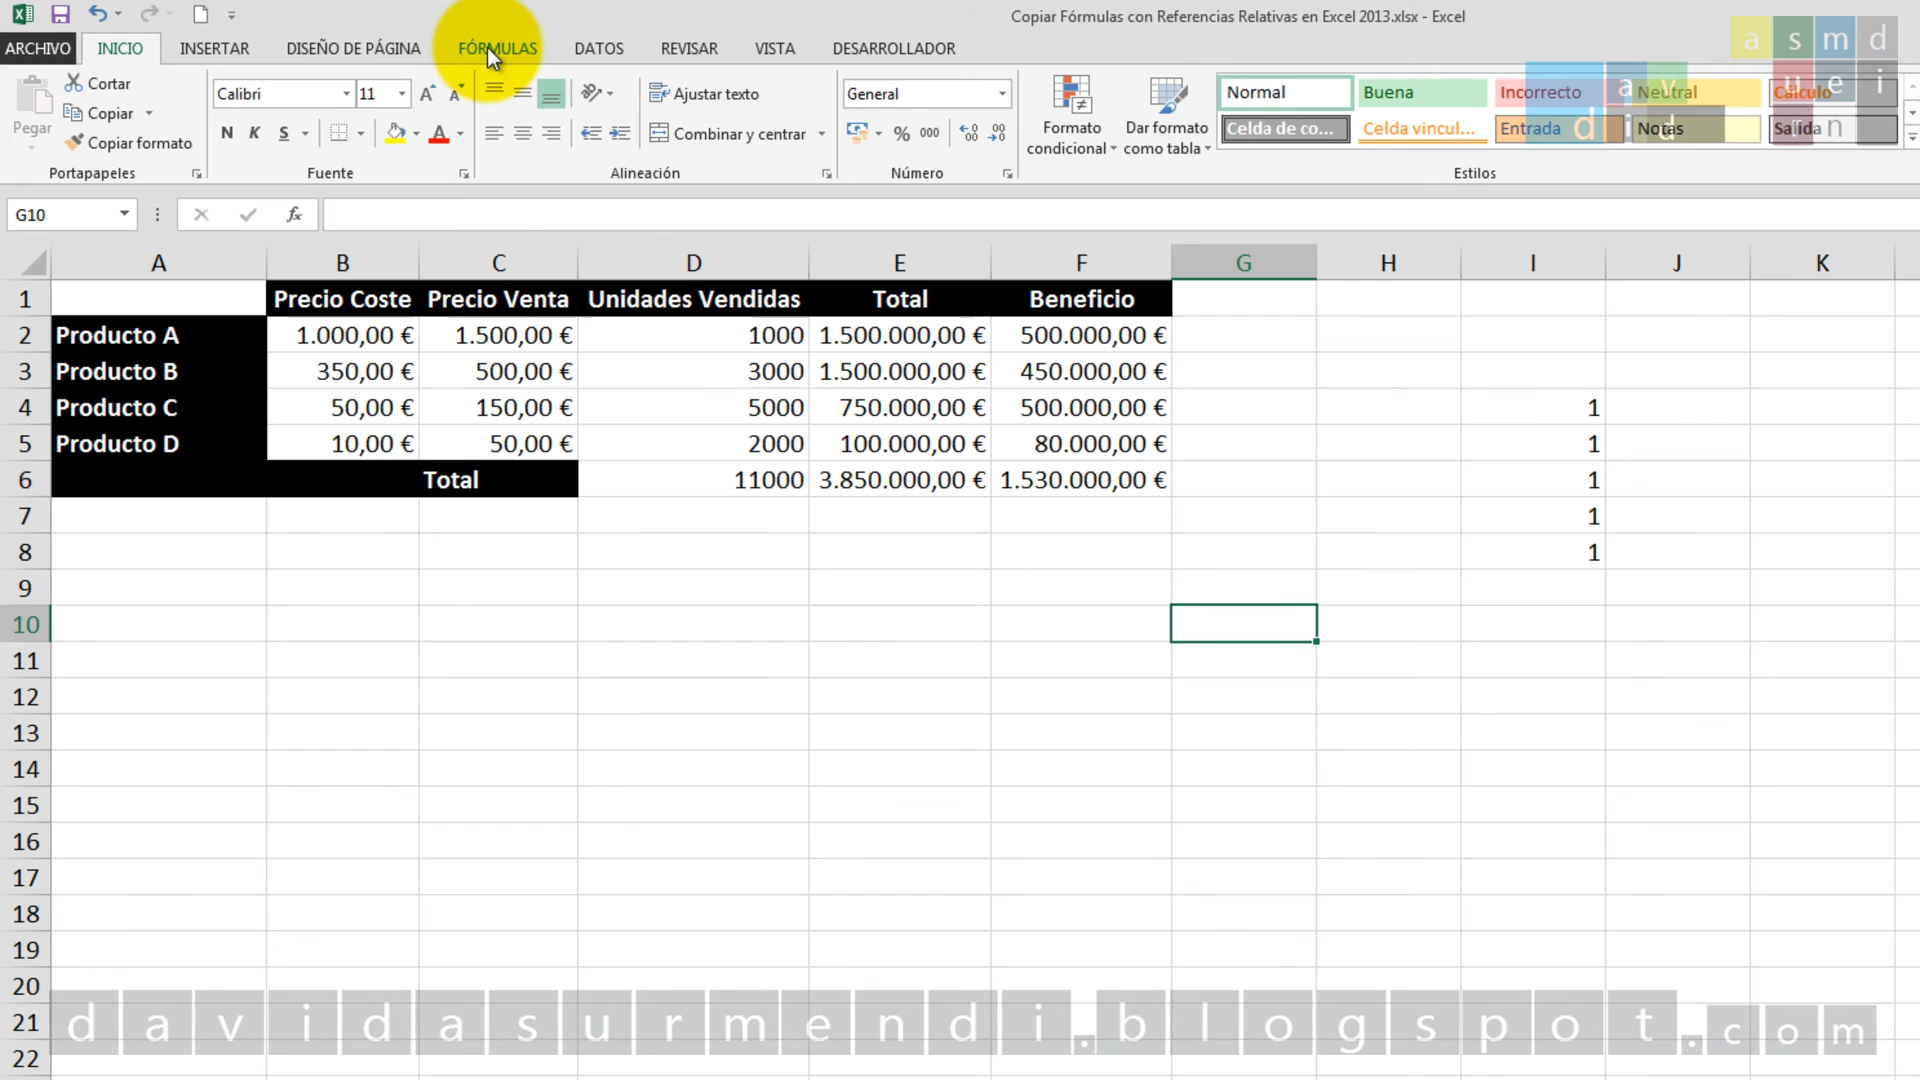 Copiar Fórmulas con Referencias Relativas en Excel 2013.xlsx - Excel
ARCHIVO INICIO INSERTAR DISEÑO DE PÁGINA FÓRMULAS DATOS REVISAR VISTA DESARROLLADOR
a s m d
a v u e i
d i d r n
Pegar
Cortar
Copiar
Copiar formato
Portapapeles
Calibri 11
N K S
Fuente
Ajustar texto
Combinar y centrar
Alineación
General
% 000
Número
Formato condicional
Dar formato como tabla
Normal Buena Incorrecto Neutral Cálculo
Celda de co... Celda vincul... Entrada Notas Salida
Estilos
G10 fx
A B C D E F G H I J K
1 Precio Coste Precio Venta Unidades Vendidas Total Beneficio
2 Producto A 1.000,00 € 1.500,00 € 1000 1.500.000,00 € 500.000,00 €
3 Producto B 350,00 € 500,00 € 3000 1.500.000,00 € 450.000,00 €
4 Producto C 50,00 € 150,00 € 5000 750.000,00 € 500.000,00 € 1
5 Producto D 10,00 € 50,00 € 2000 100.000,00 € 80.000,00 € 1
6 Total 11000 3.850.000,00 € 1.530.000,00 € 1
7 1
8 1
9
10
11
12
13
14
15
16
17
18
19
20
21
22
davidasurmendi.blogspot.com